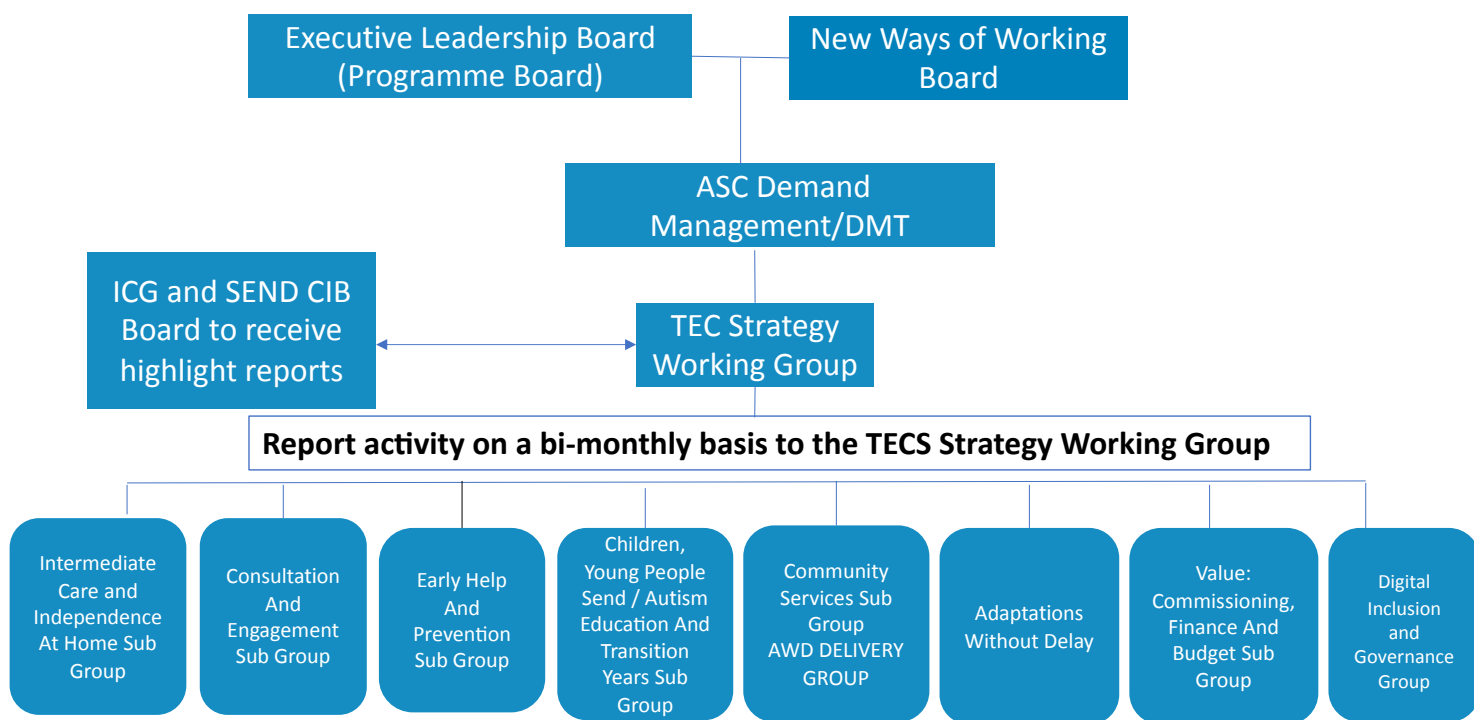 Executive Leadership Board
(Programme Board)
New Ways of Working
Board
ASC Demand
Management/DMT
ICG and SEND CIB
Board to receive
highlight reports
TEC Strategy
Working Group
Report activity on a bi-monthly basis to the TECS Strategy Working Group
Intermediate
Care and
Independence
At Home Sub
Group
Consultation
And
Engagement
Sub Group
Early Help
And
Prevention
Sub Group
Children,
Young People
Send / Autism
Education And
Transition
Years Sub
Group
Community
Services Sub
Group
AWD DELIVERY
GROUP
Adaptations
Without Delay
Value:
Commissioning,
Finance And
Budget Sub
Group
Digital
Inclusion
and
Governance
Group